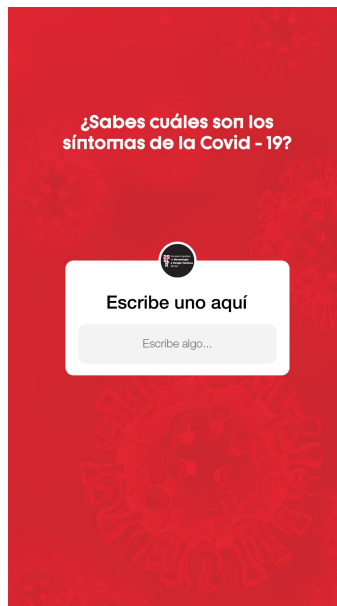 ¿Sabes cuáles son los
síntomas de la Covid - 19?
Escribe uno aquí
Escribe algo...